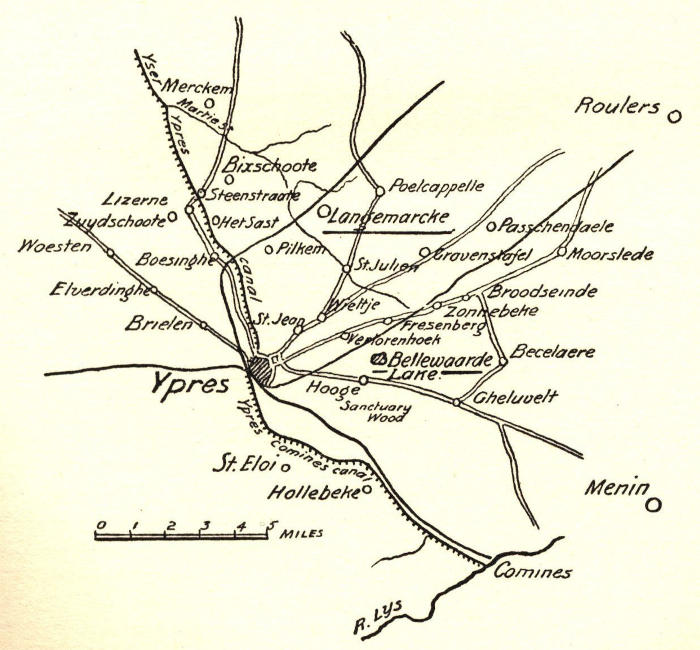 Yser
Merckem
Martje S!
Ypres
Roulers
Bixschoote
Steenstraate
Poelcappelle
Lizerne
Zuydschoote
Het Sast
Langemarcke
Passchendaele
Woesten
Boesinghe
canal
Pilkem
St. Julien
Gravenstafel
Moorslede
Elverdinghe
Broodseinde
Zonnebeke
Wieltje
St. Jean
Fresenberg
Brielen
Verlorenhoek
Bellewaarde
Lake.
Becelaere
Ypres
Hooge
Gheluvelt
Sanctuary
Wood
Ypres
Comines canal
St. Eloi
Hollebeke
Menin
0 1 2 3 4 5
MILES
Comines
R. Lys